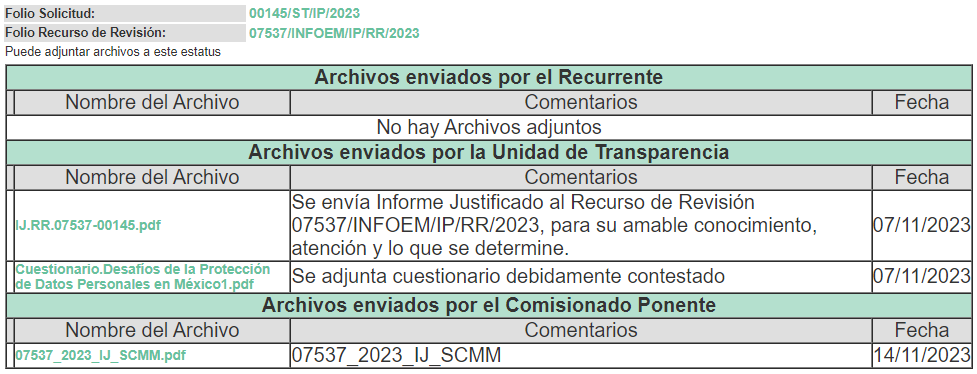 Folio Solicitud: 00145/ST/IP/2023
Folio Recurso de Revisión: 07537/INFOEM/IP/RR/2023
Puede adjuntar archivos a este estatus
Archivos enviados por el Recurrente
Nombre del Archivo Comentarios Fecha
No hay Archivos adjuntos
Archivos enviados por la Unidad de Transparencia
Nombre del Archivo Comentarios Fecha
IJ.RR.07537-00145.pdf
Se envía Informe Justificado al Recurso de Revisión
07537/INFOEM/IP/RR/2023, para su amable conocimiento,
atención y lo que se determine.
07/11/2023
Cuestionario.Desafíos de la Protección
de Datos Personales en México1.pdf
Se adjunta cuestionario debidamente contestado
07/11/2023
Archivos enviados por el Comisionado Ponente
Nombre del Archivo Comentarios Fecha
07537_2023_IJ_SCMM.pdf 07537_2023_IJ_SCMM 14/11/2023